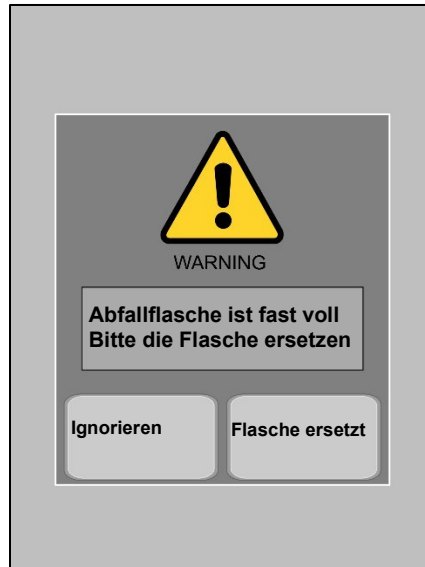 WARNING
Abfallflasche ist fast voll
Bitte die Flasche ersetzen
Ignorieren
Flasche ersetzt